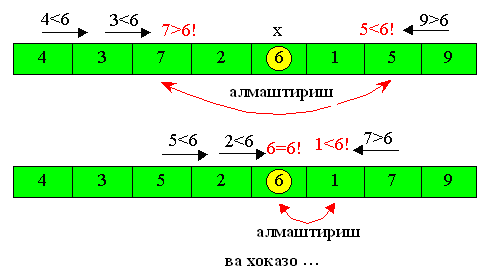 4<6 3<6 7>6! x 5<6! 9>6
4 3 7 2 6 1 5 9
алмаштириш
5<6 2<6 6=6! 1<6! 7>6
4 3 5 2 6 1 7 9
алмаштириш
ва хоказо ...